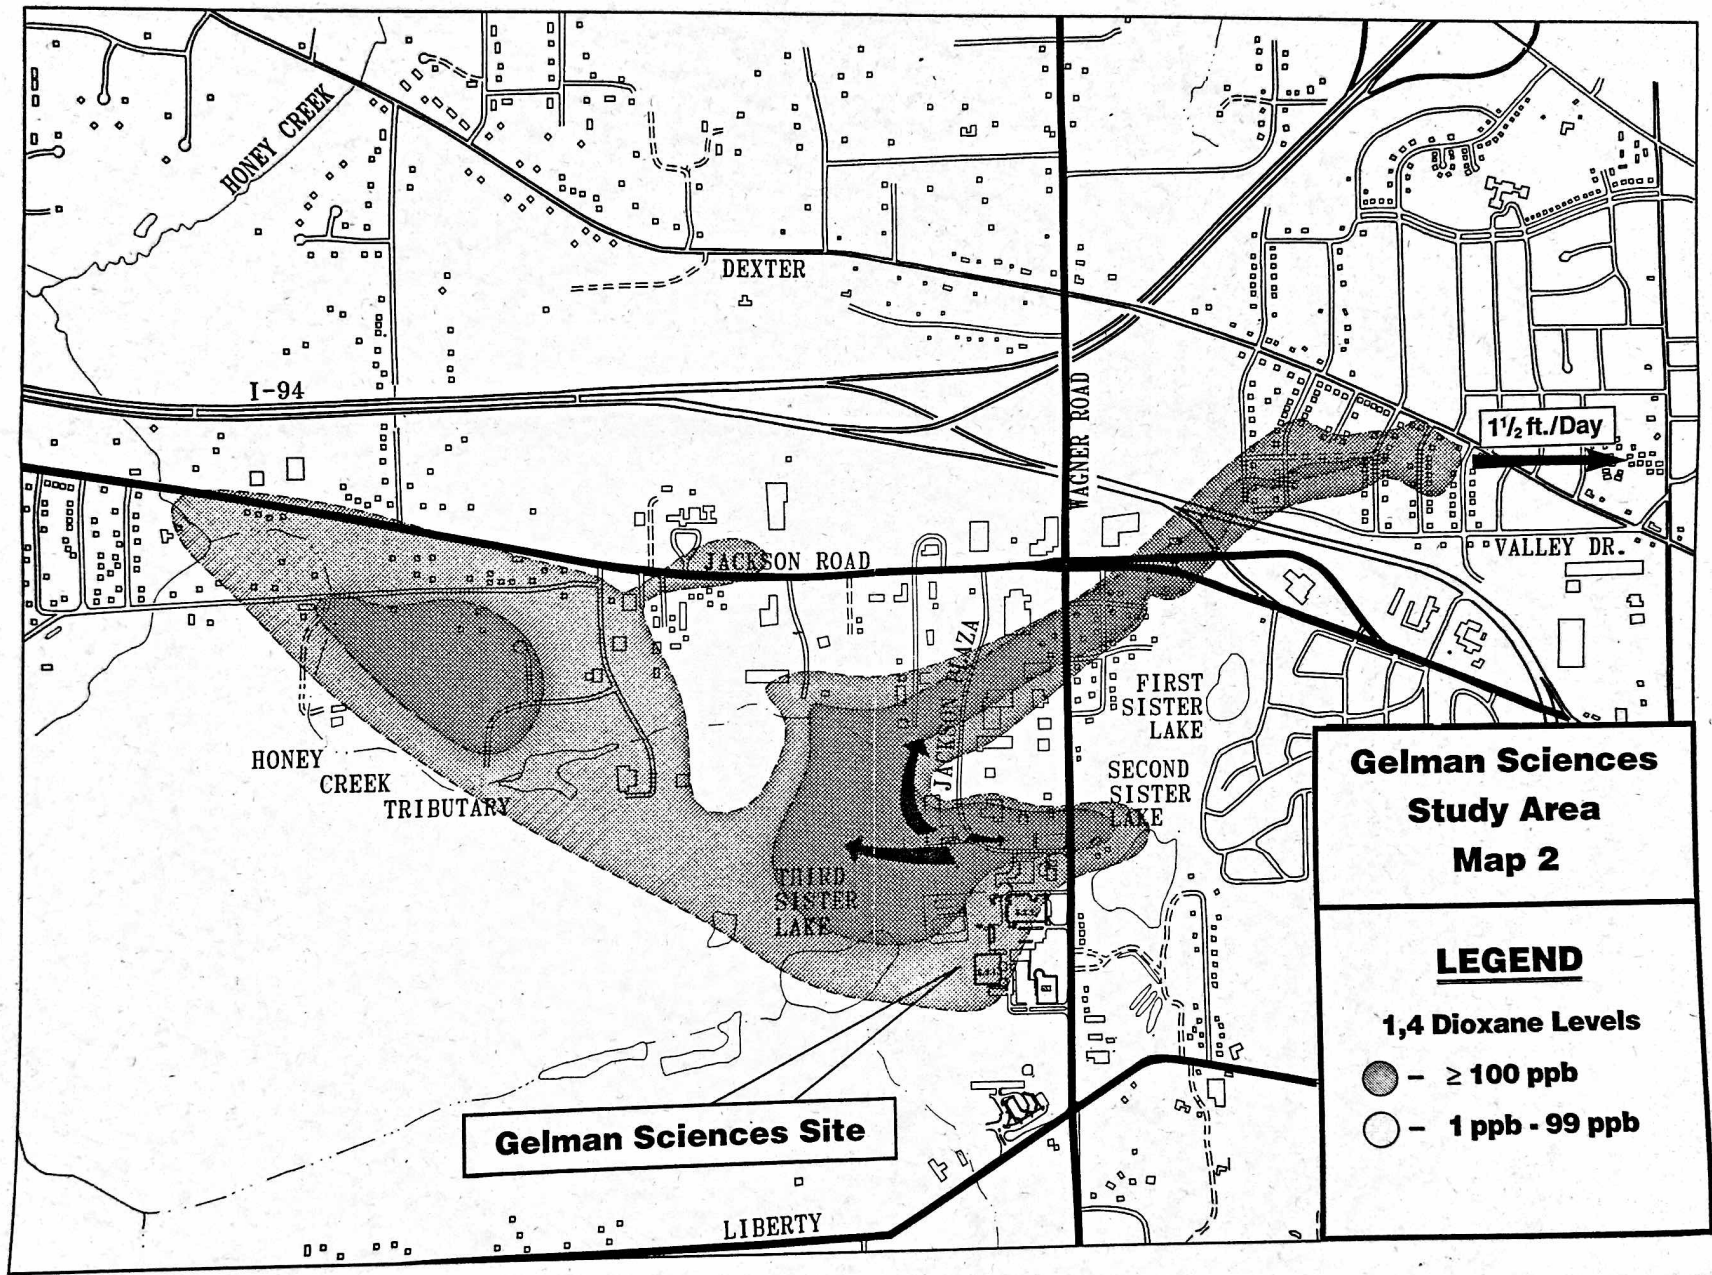 HONEY CREEK
DEXTER
I-94
WAGNER ROAD
1½ ft./Day
JACKSON ROAD
VALLEY DR.
JACKSON PLAZA
FIRST
SISTER
LAKE
HONEY
CREEK
TRIBUTARY
SECOND
SISTER
LAKE
THIRD
SISTER
LAKE
Gelman Sciences
Study Area
Map 2
LEGEND
1,4 Dioxane Levels
– ≥ 100 ppb
– 1 ppb - 99 ppb
Gelman Sciences Site
LIBERTY